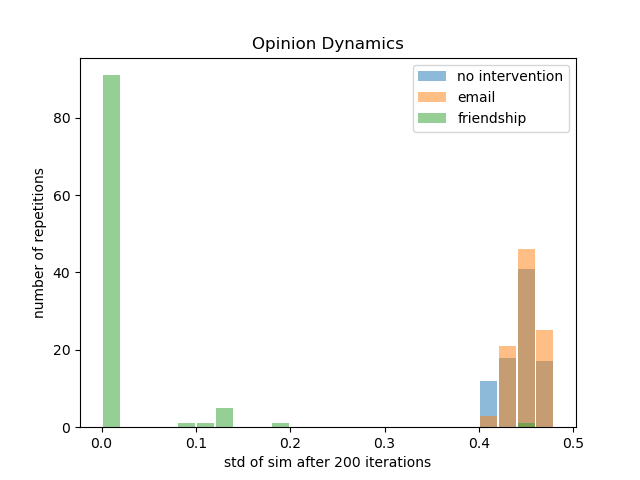 Opinion Dynamics
no intervention
email
friendship
number of repetitions
80
60
40
20
0
0.0 0.1 0.2 0.3 0.4 0.5
std of sim after 200 iterations